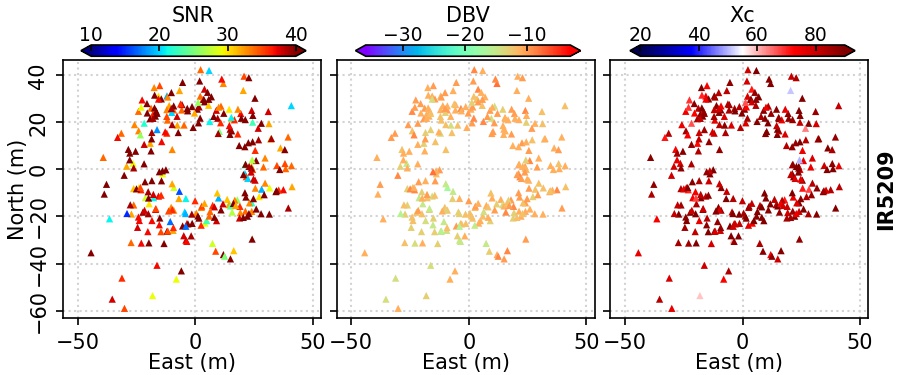 SNR DBV Xc
10 20 30 40 −30 −20 −10 20 40 60 80
40
20
0
−20
−40
−60
North (m)
IR5209
−50 0 50 −50 0 50 −50 0 50
East (m) East (m) East (m)